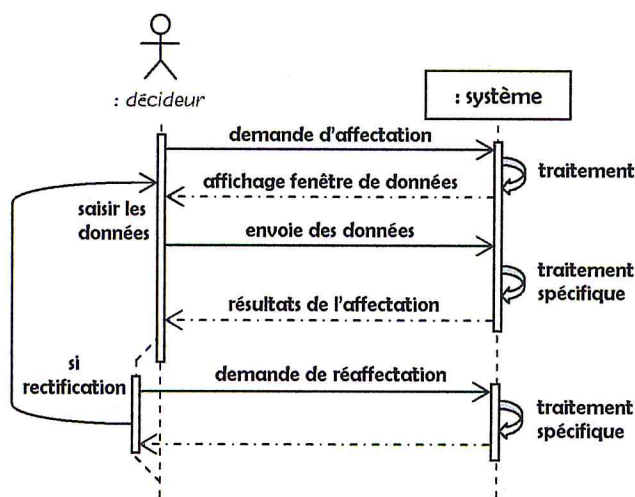 : décideur
: système
demande d'affectation
traitement
affichage fenêtre de données
saisir les
données
envoie des données
traitement
spécifique
résultats de l'affectation
si
rectification
demande de réaffectation
traitement
spécifique